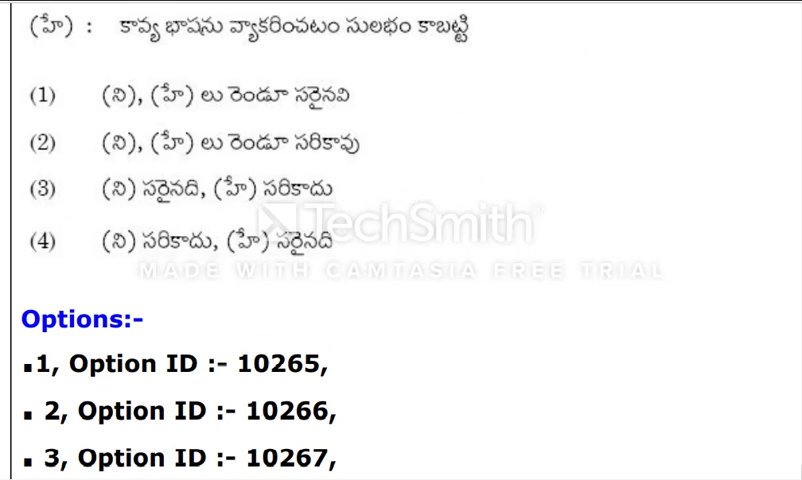 (హే) : కావ్య భాషను వ్యాకరించటం సులభం కాబట్టి
(1) (ని), (హే) లు రెండూ సరైనవి
(2) (ని), (హే) లు రెండూ సరికావు
(3) (ని) సరైనది, (హే) సరికాదు
TechSmith
(4) (ని) సరికాదు, (హే) సరైనది
MADE WITH CAMTASIA FREE TRIAL
Options:-
1, Option ID :- 10265,
2, Option ID :- 10266,
3, Option ID :- 10267,